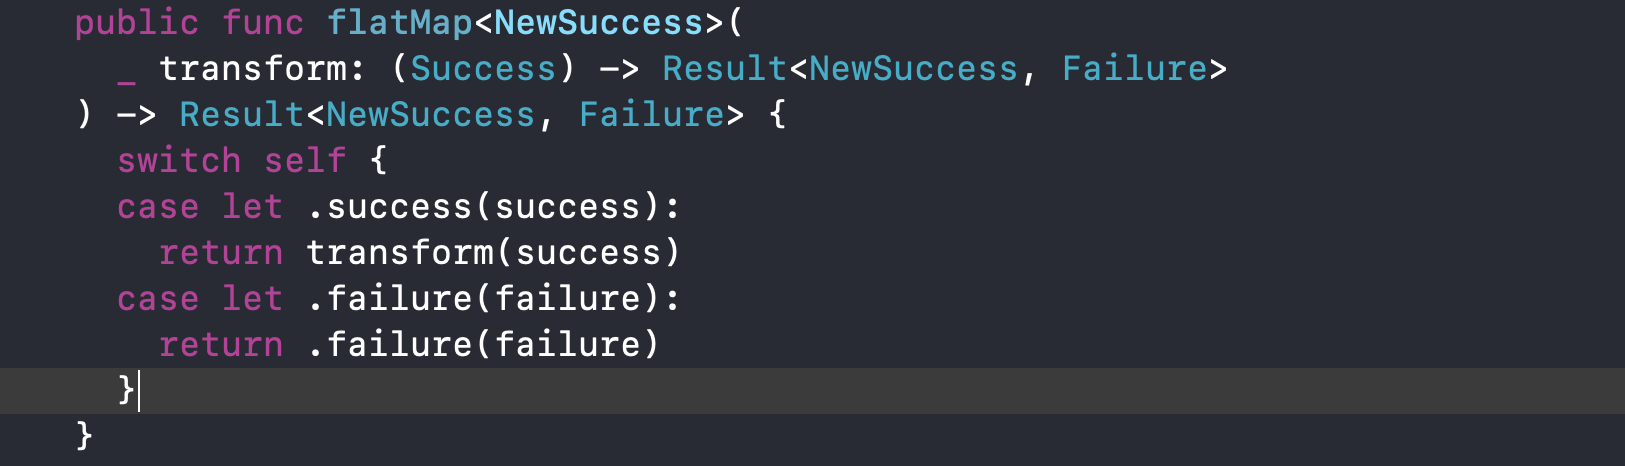 public func flatMap<NewSuccess>(
  _ transform: (Success) -> Result<NewSuccess, Failure>
) -> Result<NewSuccess, Failure> {
  switch self {
  case let .success(success):
    return transform(success)
  case let .failure(failure):
    return .failure(failure)
  }
}